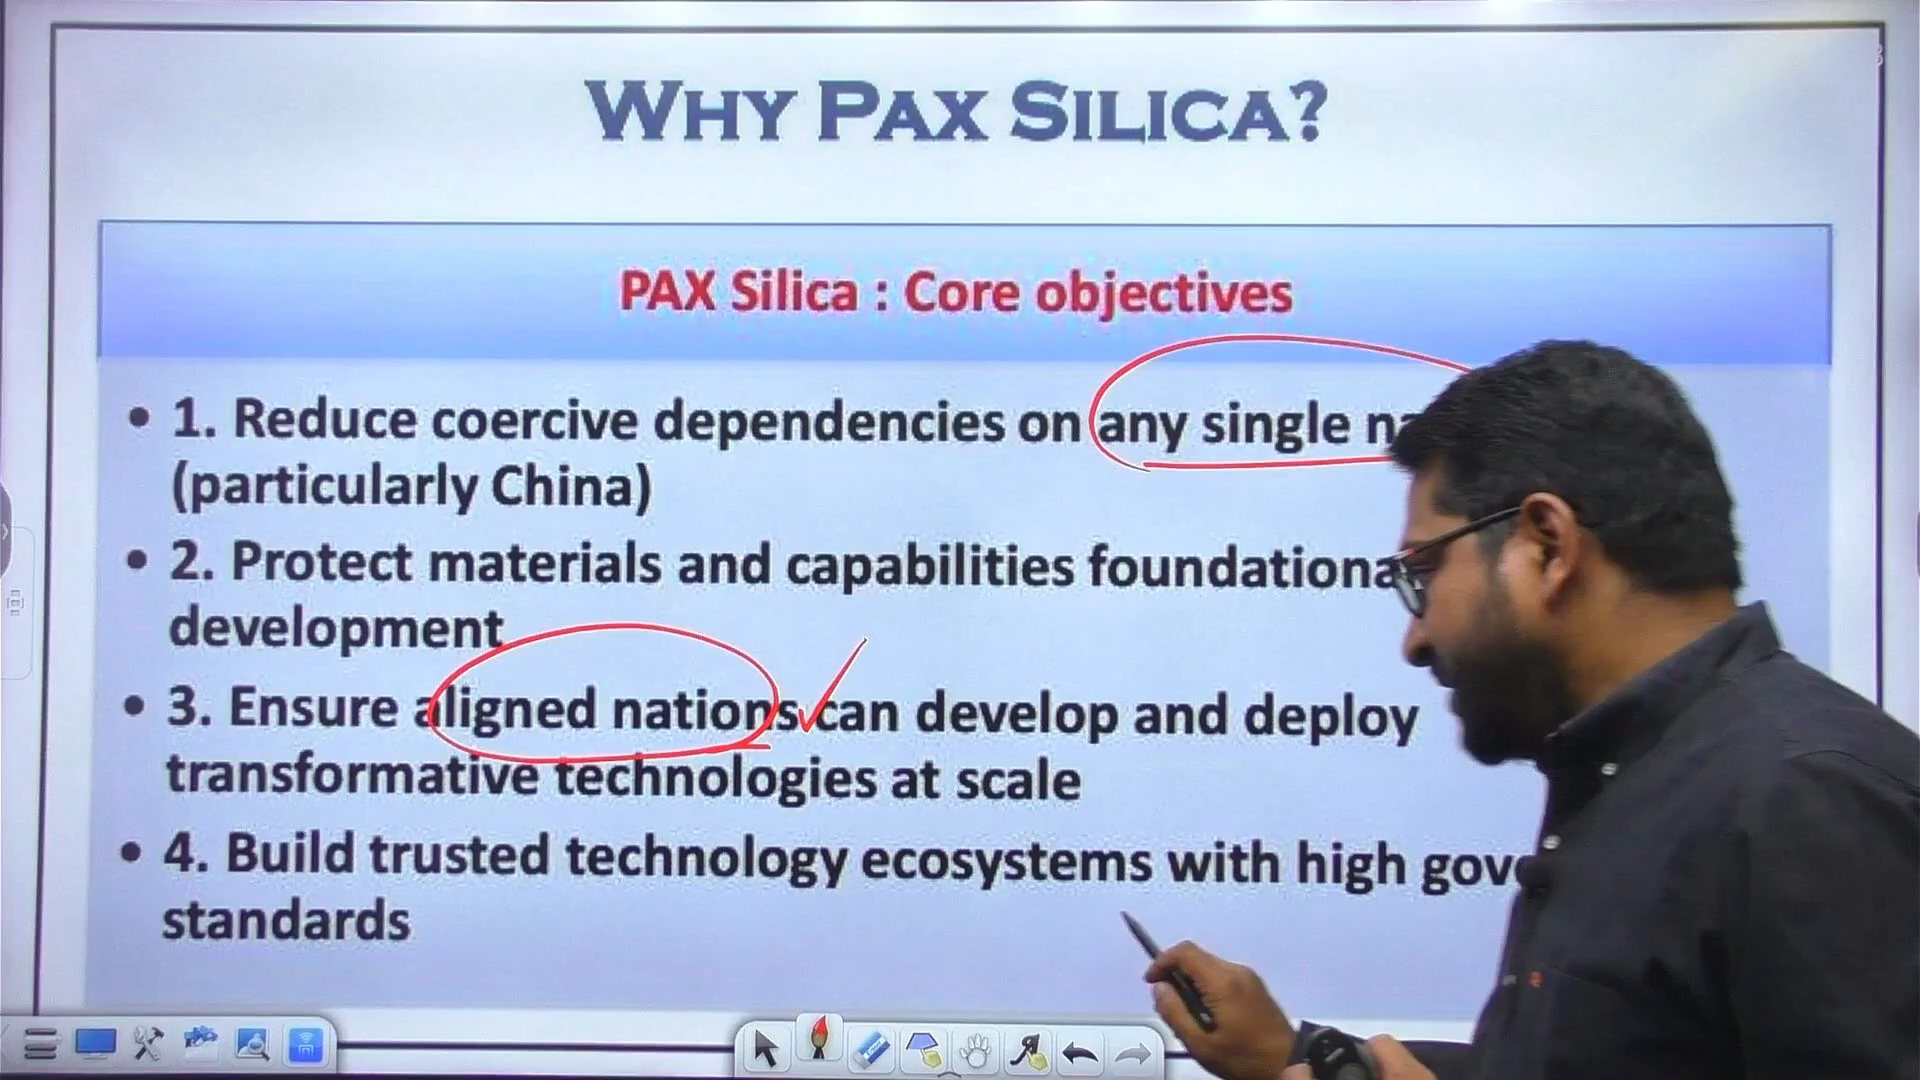 WHY PAX SILICA?
PAX Silica : Core objectives
• 1. Reduce coercive dependencies on any single
(particularly China)
• 2. Protect materials and capabilities
development
• 3. Ensure aligned nations can develop and deploy
transformative technologies at scale
• 4. Build trusted technology ecosystems with high
standards